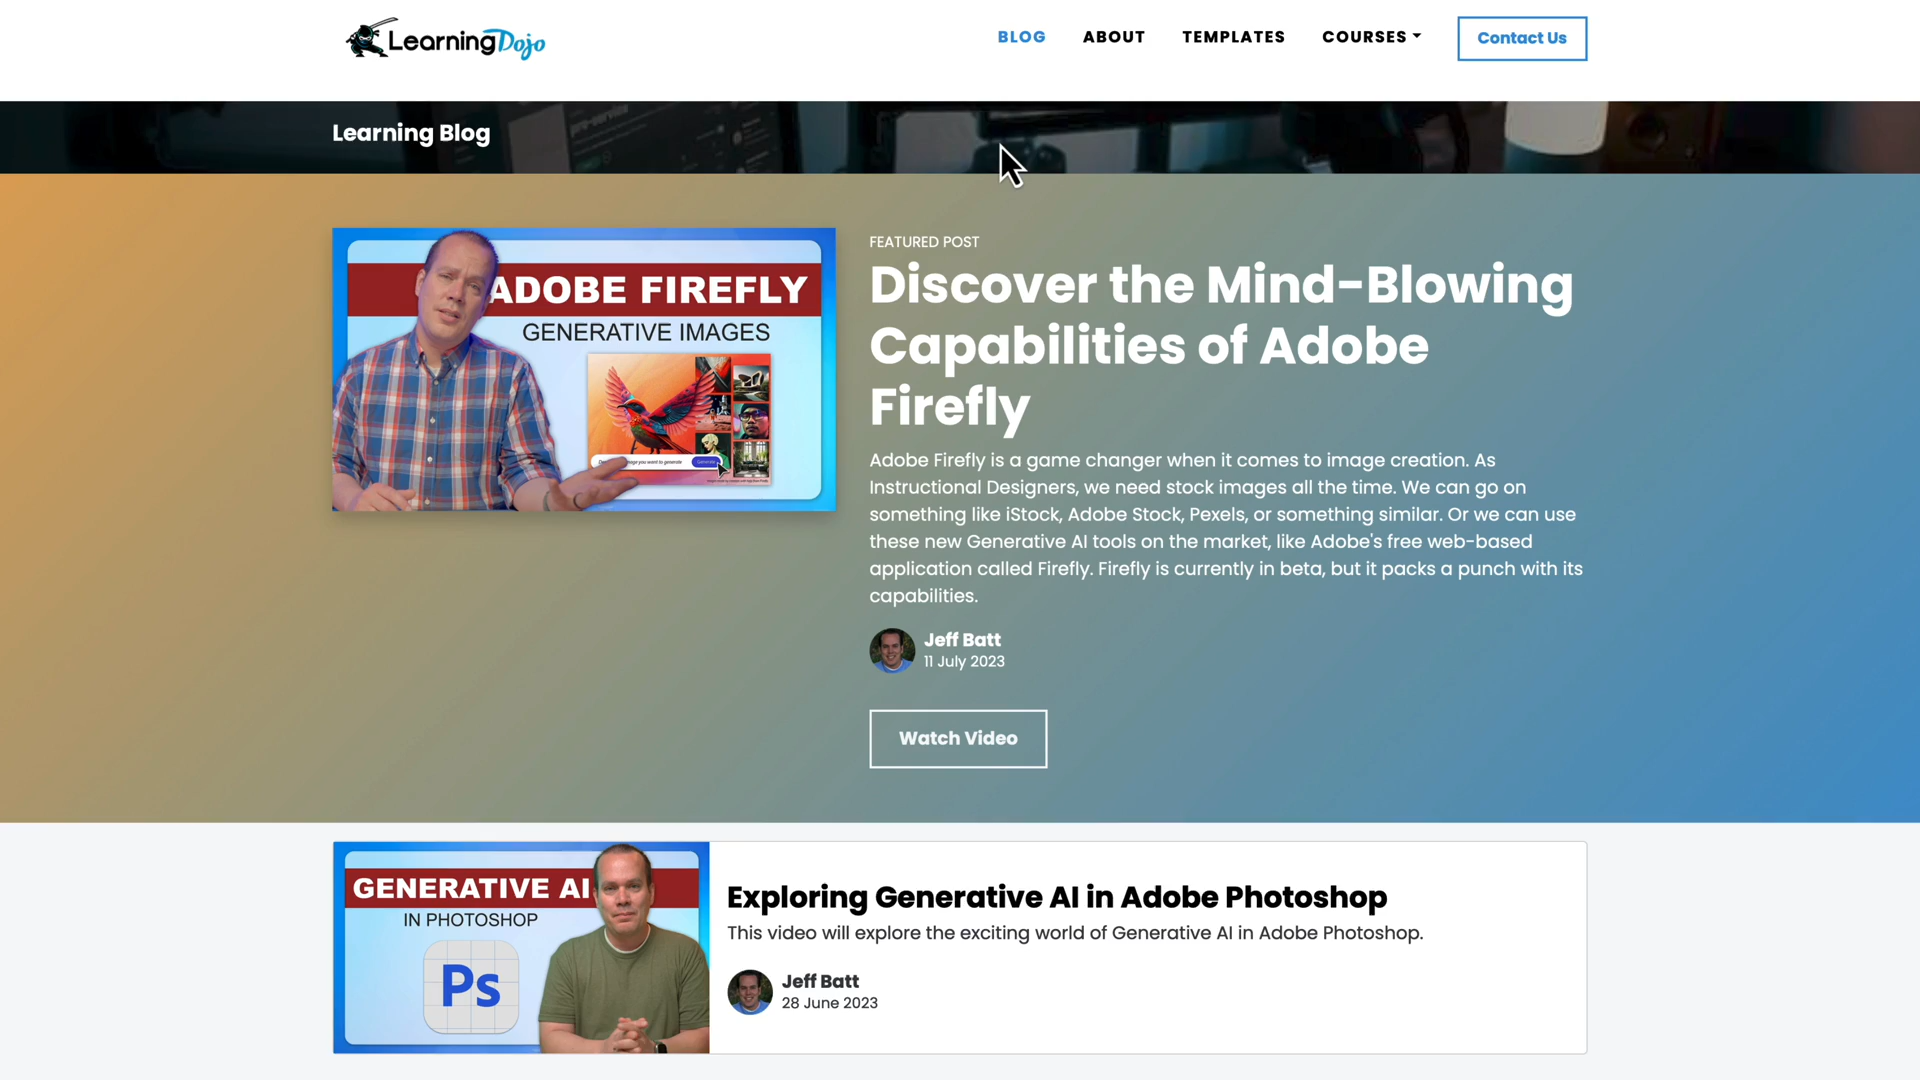 LearningDojo
BLOG
ABOUT
TEMPLATES
COURSES
Contact Us
Learning Blog
ADOBE FIREFLY
GENERATIVE IMAGES
Generate
FEATURED POST
Discover the Mind-Blowing
Capabilities of Adobe
Firefly
Adobe Firefly is a game changer when it comes to image creation. As
Instructional Designers, we need stock images all the time. We can go on
something like iStock, Adobe Stock, Pexels, or something similar. Or we can use
these new Generative AI tools on the market, like Adobe's free web-based
application called Firefly. Firefly is currently in beta, but it packs a punch with its
capabilities.
Jeff Batt
11 July 2023
Watch Video
GENERATIVE AI
IN PHOTOSHOP
Ps
Exploring Generative AI in Adobe Photoshop
This video will explore the exciting world of Generative AI in Adobe Photoshop.
Jeff Batt
28 June 2023